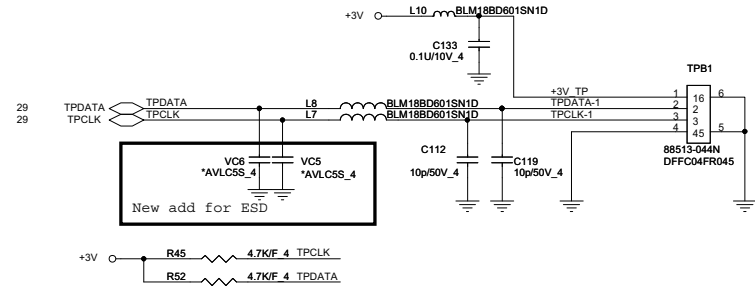 +3V L10 BLM18BD601SN1D
C133
0.1U/10V_4
TPB1
+3V_TP 1 16 6
29 TPDATA TPDATA L8 BLM18BD601SN1D TPDATA-1 2 2
29 TPCLK TPCLK L7 BLM18BD601SN1D TPCLK-1 3 3
4 45 5
VC6 VC5
*AVLC5S_4 *AVLC5S_4
C112 C119
10p/50V_4 10p/50V_4
88513-044N
DFFC04FR045
New add for ESD
+3V R45 4.7K/F_4 TPCLK
R52 4.7K/F_4 TPDATA